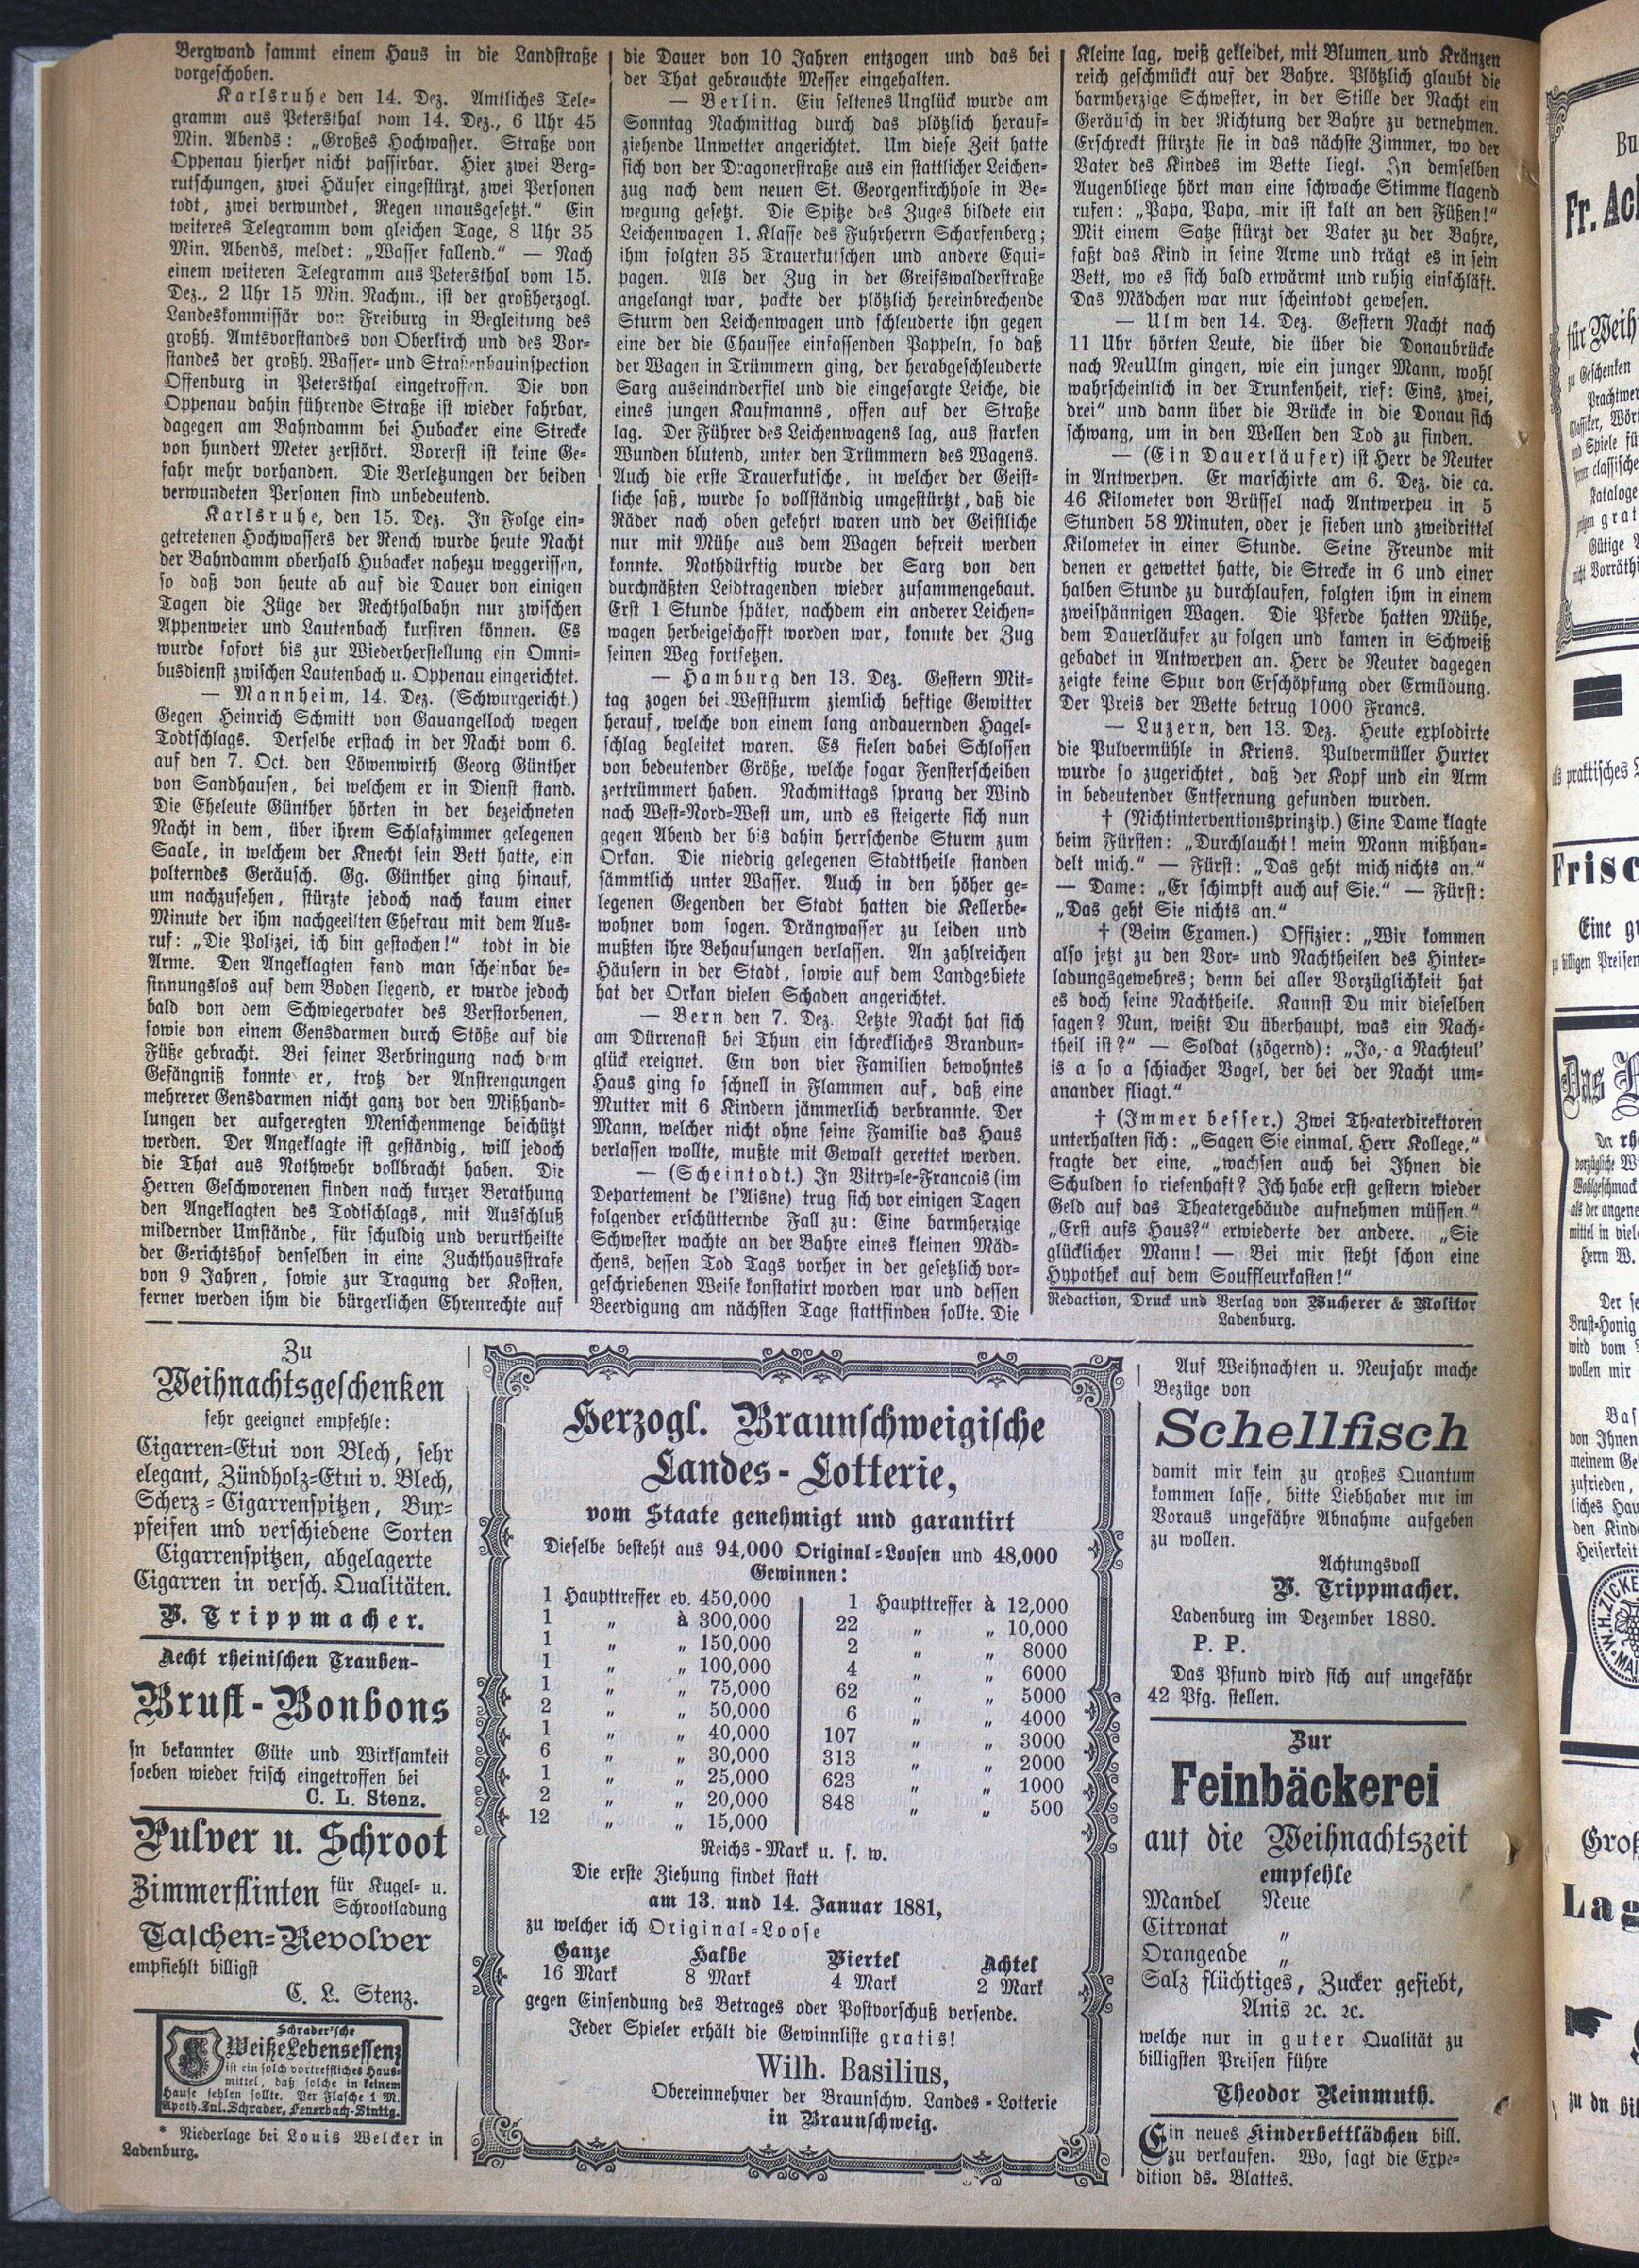 Bergwand sammt einem Haus in die Landstraße
vorgeschoben.
Karlsruhe den 14. Dez. Amtliches Tele-
gramm aus Petersthal vom 14. Dez., 6 Uhr 45
Min. Abends: „Großes Hochwasser. Straße von
Oppenau hierher nicht passirbar. Hier zwei Berg-
rutschungen, zwei Häuser eingestürzt, zwei Personen
todt, zwei verwundet, Regen unausgesetzt.“ Ein
weiteres Telegramm vom gleichen Tage, 8 Uhr 35
Min. Abends, meldet: „Wasser fallend.“ — Nach
einem weiteren Telegramm aus Petersthal vom 15.
Dez., 2 Uhr 15 Min. Nachm., ist der großherzogl.
Landeskommissär von Freiburg in Begleitung des
großh. Amtsvorstandes von Oberkirch und des Vor-
standes der großh. Wasser- und Straßenbauinspection
Offenburg in Petersthal eingetroffen. Die von
Oppenau dahin führende Straße ist wieder fahrbar,
dagegen am Bahndamm bei Hubacker eine Strecke
von hundert Meter zerstört. Vorerst ist keine Ge-
fahr mehr vorhanden. Die Verletzungen der beiden
verwundeten Personen sind unbedeutend.
Karlsruhe, den 15. Dez. In Folge ein-
getretenen Hochwassers der Rench wurde heute Nacht
der Bahndamm oberhalb Hubacker nahezu weggerissen,
so daß von heute ab auf die Dauer von einigen
Tagen die Züge der Rechthalbahn nur zwischen
Appenweier und Lautenbach kursiren können. Es
wurde sofort bis zur Wiederherstellung ein Omni-
busdienst zwischen Lautenbach u. Oppenau eingerichtet.
— Mannheim, 14. Dez. (Schwurgericht.)
Gegen Heinrich Schmitt von Gauangelloch wegen
Todtschlags. Derselbe erstach in der Nacht vom 6.
auf den 7. Oct. den Löwenwirth Georg Günther
von Sandhausen, bei welchem er in Dienst stand.
Die Eheleute Günther hörten in der bezeichneten
Nacht in dem, über ihrem Schlafzimmer gelegenen
Saale, in welchem der Knecht sein Bett hatte, ein
polterndes Geräusch. Gg. Günther ging hinauf,
um nachzusehen, stürzte jedoch nach kaum einer
Minute der ihm nachgeeilten Ehefrau mit dem Aus-
ruf: „Die Polizei, ich bin gestochen!“ todt in die
Arme. Den Angeklagten fand man scheinbar be-
sinnungslos auf dem Boden liegend, er wurde jedoch
bald von dem Schwiegervater des Verstorbenen,
sowie von einem Gensdarmen durch Stöße auf die
Füße gebracht. Bei seiner Verbringung nach dem
Gefängniß konnte er, trotz der Anstrengungen
mehrerer Gensdarmen nicht ganz vor den Mißhand-
lungen der aufgeregten Menschenmenge beschützt
werden. Der Angeklagte ist geständig, will jedoch
die That aus Nothwehr vollbracht haben. Die
Herren Geschworenen finden nach kurzer Berathung
den Angeklagten des Todtschlags, mit Ausschluß
mildernder Umstände, für schuldig und verurtheilte
der Gerichtshof denselben in eine Zuchthausstrafe
von 9 Jahren, sowie zur Tragung der Kosten,
ferner werden ihm die bürgerlichen Ehrenrechte auf
die Dauer von 10 Jahren entzogen und das bei
der That gebrauchte Messer eingehalten.
— Berlin. Ein seltenes Unglück wurde am
Sonntag Nachmittag durch das plötzlich herauf-
ziehende Unwetter angerichtet. Um diese Zeit hatte
sich von der Dragonerstraße aus ein stattlicher Leichen-
zug nach dem neuen St. Georgenkirchhofe in Be-
wegung gesetzt. Die Spitze des Zuges bildete ein
Leichenwagen 1. Klasse des Fuhrherrn Scharfenberg;
ihm folgten 35 Trauerkutschen und andere Equi-
pagen. Als der Zug in der Greifswalderstraße
angelangt war, packte der plötzlich hereinbrechende
Sturm den Leichenwagen und schleuderte ihn gegen
eine der die Chaussee einfassenden Pappeln, so daß
der Wagen in Trümmern ging, der herabgeschleuderte
Sarg auseinanderfiel und die eingesargte Leiche, die
eines jungen Kaufmanns, offen auf der Straße
lag. Der Führer des Leichenwagens lag, aus starken
Wunden blutend, unter den Trümmern des Wagens.
Auch die erste Trauerkutsche, in welcher der Geist-
liche saß, wurde so vollständig umgestürtzt, daß die
Räder nach oben gekehrt waren und der Geistliche
nur mit Mühe aus dem Wagen befreit werden
konnte. Nothdürftig wurde der Sarg von den
durchnäßten Leidtragenden wieder zusammengebaut.
Erst 1 Stunde später, nachdem ein anderer Leichen-
wagen herbeigeschafft worden war, konnte der Zug
seinen Weg fortsetzen.
— Hamburg den 13. Dez. Gestern Mit-
tag zogen bei Weststurm ziemlich heftige Gewitter
herauf, welche von einem lang andauernden Hagel-
schlag begleitet waren. Es fielen dabei Schlossen
von bedeutender Größe, welche sogar Fensterscheiben
zertrümmert haben. Nachmittags sprang der Wind
nach West-Nord-West um, und es steigerte sich nun
gegen Abend der bis dahin herrschende Sturm zum
Orkan. Die niedrig gelegenen Stadttheile standen
sämmtlich unter Wasser. Auch in den höher ge-
legenen Gegenden der Stadt hatten die Kellerbe-
wohner vom sogen. Drängwasser zu leiden und
mußten ihre Behausungen verlassen. An zahlreichen
Häusern in der Stadt, sowie auf dem Landgebiete
hat der Orkan vielen Schaden angerichtet.
— Bern den 7. Dez. Letzte Nacht hat sich
am Dürrenast bei Thun ein schreckliches Brandun-
glück ereignet. Ein von vier Familien bewohntes
Haus ging so schnell in Flammen auf, daß eine
Mutter mit 6 Kindern jämmerlich verbrannte. Der
Mann, welcher nicht ohne seine Familie das Haus
verlassen wollte, mußte mit Gewalt gerettet werden.
— (Scheintodt.) In Vitry-le-Francois (im
Departement de l'Aisne) trug sich vor einigen Tagen
folgender erschütternde Fall zu: Eine barmherzige
Schwester wachte an der Bahre eines kleinen Mäd-
chens, dessen Tod Tags vorher in der gesetzlich vor-
geschriebenen Weise konstatirt worden war und dessen
Beerdigung am nächsten Tage stattfinden sollte. Die
Kleine lag, weiß gekleidet, mit Blumen und Kränzen
reich geschmückt auf der Bahre. Plötzlich glaubt die
barmherzige Schwester, in der Stille der Nacht ein
Geräusch in der Richtung der Bahre zu vernehmen.
Erschreckt stürzte sie in das nächste Zimmer, wo der
Vater des Kindes im Bette liegt. In demselben
Augenbliege hört man eine schwache Stimme klagend
rufen: „Papa, Papa, mir ist kalt an den Füßen!“
Mit einem Satze stürzt der Vater zu der Bahre,
faßt das Kind in seine Arme und trägt es in sein
Bett, wo es sich bald erwärmt und ruhig einschläft.
Das Mädchen war nur scheintodt gewesen.
— Ulm den 14. Dez. Gestern Nacht nach
11 Uhr hörten Leute, die über die Donaubrücke
nach NeuUlm gingen, wie ein junger Mann, wohl
wahrscheinlich in der Trunkenheit, rief: Eins, zwei,
drei“ und dann über die Brücke in die Donau sich
schwang, um in den Wellen den Tod zu finden.
— (Ein Dauerläufer) ist Herr de Neuter
in Antwerpen. Er marschirte am 6. Dez. die ca.
46 Kilometer von Brüssel nach Antwerpen in 5
Stunden 58 Minuten, oder je sieben und zweidrittel
Kilometer in einer Stunde. Seine Freunde mit
denen er gewettet hatte, die Strecke in 6 und einer
halben Stunde zu durchlaufen, folgten ihm in einem
zweispännigen Wagen. Die Pferde hatten Mühe,
dem Dauerläufer zu folgen und kamen in Schweiß
gebadet in Antwerpen an. Herr de Neuter dagegen
zeigte keine Spur von Erschöpfung oder Ermüdung.
Der Preis der Wette betrug 1000 Francs.
— Luzern, den 13. Dez. Heute explodirte
die Pulvermühle in Kriens. Pulvermüller Hurter
wurde so zugerichtet, daß der Kopf und ein Arm
in bedeutender Entfernung gefunden wurden.
† (Nichtinterventionsprinzip.) Eine Dame klagte
beim Fürsten: „Durchlaucht! mein Mann mißhan-
delt mich.“ — Fürst: „Das geht mich nichts an.“
— Dame: „Er schimpft auch auf Sie.“ — Fürst:
„Das geht Sie nichts an.“
† (Beim Examen.) Offizier: „Wir kommen
also jetzt zu den Vor- und Nachtheilen des Hinter-
ladungsgewehres; denn bei aller Vorzüglichkeit hat
es doch seine Nachtheile. Kannst Du mir dieselben
sagen? Nun, weißt Du überhaupt, was ein Nach-
theil ist?“ — Soldat (zögernd): „Jo, a Nachteul'
is a so a schiacher Vogel, der bei der Nacht um-
anander fliagt.“
† (Immer besser.) Zwei Theaterdirektoren
unterhalten sich: „Sagen Sie einmal, Herr Kollege,“
fragte der eine, „wachsen auch bei Ihnen die
Schulden so riesenhaft? Ich habe erst gestern wieder
Geld auf das Theatergebäude aufnehmen müssen.“
„Erst aufs Haus?“ erwiederte der andere. „Sie
glücklicher Mann! — Bei mir steht schon eine
Hypothek auf dem Souffleurkasten!“
Redaction, Druck und Verlag von Bucherer & Molitor
Ladenburg.
Zu
Weihnachtsgeschenken
sehr geeignet empfehle:
Cigarren-Etui von Blech, sehr
elegant, Zündholz-Etui v. Blech,
Scherz-Cigarrenspitzen, Bux-
pfeifen und verschiedene Sorten
Cigarrenspitzen, abgelagerte
Cigarren in versch. Qualitäten.
P. Trippmacher.
Aecht rheinischen Trauben-
Brust-Bonbons
in bekannter Güte und Wirksamkeit
soeben wieder frisch eingetroffen bei
C. L. Stenz.
Pulver u. Schroot
Zimmerflinten für Kugel- u.
Schrootladung
Taschen-Revolver
empfiehlt billigst
C. L. Stenz.
Schrader'sche
Weiße Lebensessenz
ist ein solch vortreffliches Haus-
mittel, daß solche in keinem
Hause fehlen sollte. Per Flasche 1 M.
Apoth. Jul. Schrader, Feuerbach-Stuttg.
* Niederlage bei Louis Welcker in
Ladenburg.
Herzogl. Braunschweigische
Landes-Lotterie,
vom Staate genehmigt und garantirt
Dieselbe besteht aus 94,000 Original-Loosen und 48,000
Gewinnen:
1 Haupttreffer ev. 450,000
1 „ à 300,000
1 „ „ 150,000
1 „ „ 100,000
1 „ „ 75,000
2 „ „ 50,000
1 „ „ 40,000
6 „ „ 30,000
1 „ „ 25,000
2 „ „ 20,000
12 „ „ 15,000
1 Haupttreffer à 12,000
22 „ „ 10,000
2 „ „ 8000
4 „ „ 6000
62 „ „ 5000
6 „ „ 4000
107 „ „ 3000
313 „ „ 2000
623 „ „ 1000
848 „ „ 500
Reichs-Mark u. s. w.
Die erste Ziehung findet statt
am 13. und 14. Januar 1881,
zu welcher ich Original-Loose
Ganze Halbe Viertel Achtel
16 Mark 8 Mark 4 Mark 2 Mark
gegen Einsendung des Betrages oder Postvorschuß versende.
Jeder Spieler erhält die Gewinnliste gratis!
Wilh. Basilius,
Obereinnehmer der Braunschw. Landes-Lotterie
in Braunschweig.
Auf Weihnachten u. Neujahr mache
Bezüge von
Schellfisch
damit mir kein zu großes Quantum
kommen lasse, bitte Liebhaber mir im
Voraus ungefähre Abnahme aufgeben
zu wollen.
Achtungsvoll
P. Trippmacher.
Ladenburg im Dezember 1880.
P. P.
Das Pfund wird sich auf ungefähr
42 Pfg. stellen.
Zur
Feinbäckerei
auf die Weihnachtszeit
empfehle
Mandel Neue
Citronat „
Orangeade „
Salz flüchtiges, Zucker gesiebt,
Anis ꝛc. ꝛc.
welche nur in guter Qualität zu
billigsten Preisen führe
Theodor Reinmuth.
Ein neues Kinderbettlädchen bill.
zu verkaufen. Wo, sagt die Expe-
dition ds. Blattes.
Fr. Ac
für Weih
zu Geschenken
Kataloge
grat
Gütige
als praktisches
Frisc
Eine g
zu billigen Preisen
Das
vorzügliche
Wohlgeschmack
als der angene
mittel in viel
Herrn W.
Der se
Brust-Honig
wird vom
wollen mir
von Ihnen
meinem Ge
zufrieden,
liches Hau
den Kind
Heiserkeit
W.H.ZICKE
MAI
Groß
Lag